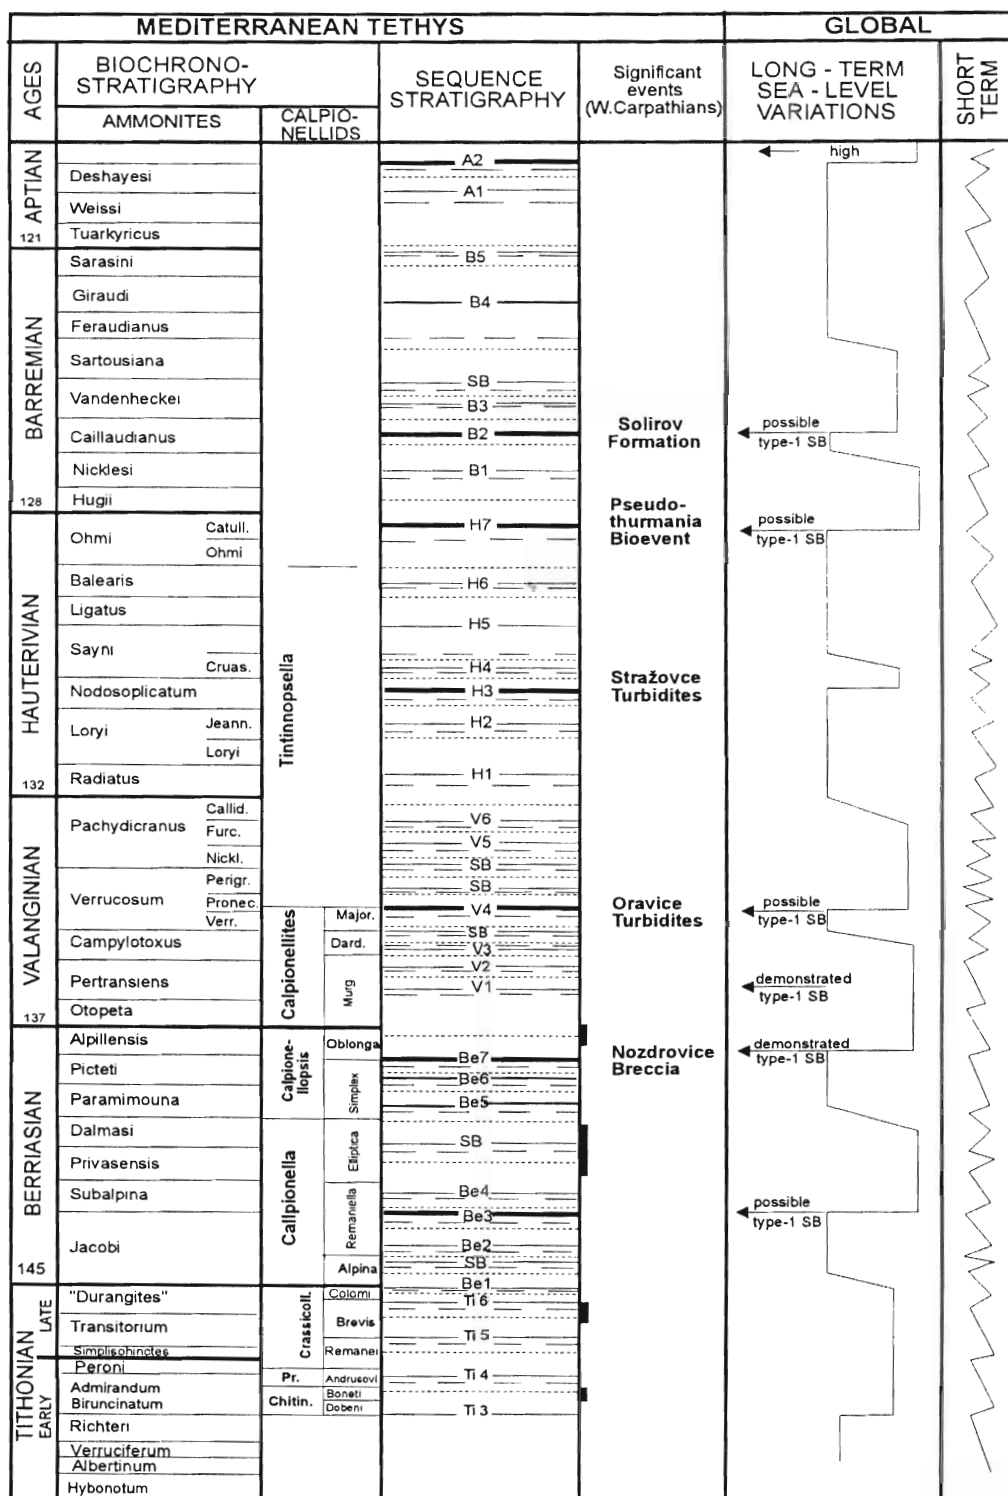 MEDITERRANEAN TETHYS
GLOBAL
AGES
BIOCHRONO-
STRATIGRAPHY
AMMONITES
CALPIO-
NELLIDS
SEQUENCE
STRATIGRAPHY
Significant
events
(W.Carpathians)
LONG - TERM
SEA - LEVEL
VARIATIONS
SHORT
TERM
APTIAN
121
Deshayesi
Weissi
Tuarkyricus
BARREMIAN
128
Sarasini
Giraudi
Feraudianus
Sartousiana
Vandenheckei
Caillaudianus
Nicklesi
Hugii
HAUTERIVIAN
132
Ohmi
Catull.
Ohmi
Balearis
Ligatus
Sayni
Cruas.
Nodosoplicatum
Loryi
Jeann.
Loryi
Radiatus
VALANGINIAN
137
Pachydicranus
Callid.
Furc.
Nickl.
Verrucosum
Perigr.
Pronec.
Verr.
Campylotoxus
Pertransiens
Otopeta
BERRIASIAN
145
Alpillensis
Picteti
Paramimouna
Dalmasi
Privasensis
Subalpina
Jacobi
TITHONIAN
LATE
EARLY
"Durangites"
Transitorium
Simplisphinctes
Peroni
Admirandum
Biruncinatum
Richteri
Verruciferum
Albertinum
Hybonotum
Tintinnopsella
Calpionellites
Major.
Dard.
Murg
Calpione-
llopsis
Oblonga
Simplex
Callpionella
Elliptica
Remaniella
Alpina
Crassicoll.
Colomi
Brevis
Remanei
Pr.
Andrusovi
Chitin.
Boneti
Dobeni
A2
A1
B5
B4
SB
B3
B2
B1
H7
H6
H5
H4
H3
H2
H1
V6
V5
SB
SB
V4
SB
V3
V2
V1
Be7
Be6
Be5
SB
Be4
Be3
Be2
SB
Be1
Ti 6
Ti 5
Ti 4
Ti 3
Solirov
Formation
Pseudo-
thurmania
Bioevent
Stražovce
Turbidites
Oravice
Turbidites
Nozdrovice
Breccia
high
possible
type-1 SB
possible
type-1 SB
possible
type-1 SB
demonstrated
type-1 SB
demonstrated
type-1 SB
possible
type-1 SB